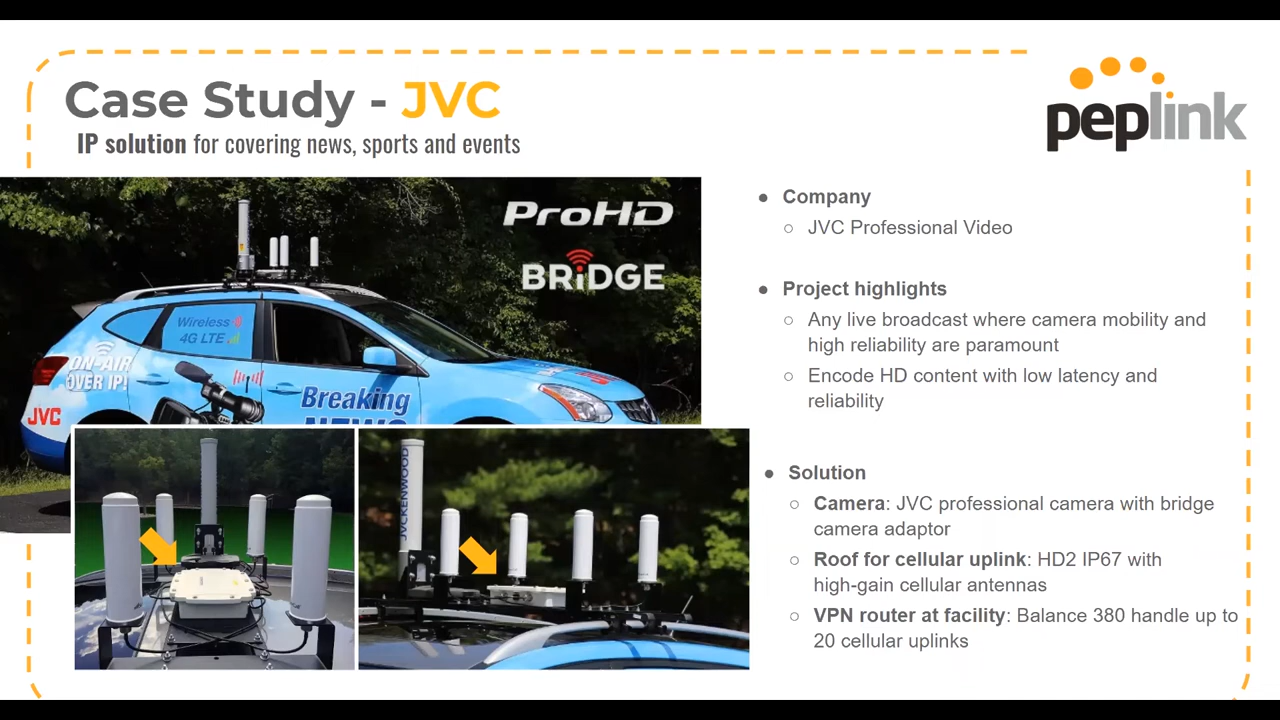 Case Study - JVC
IP solution for covering news, sports and events
peplink
ProHD
BRiDGE
Wireless
4G LTE
ON-AIR
OVER IP!
JVC
Breaking
NEWS
JVCKENWOOD
● Company
○ JVC Professional Video
● Project highlights
○ Any live broadcast where camera mobility and
high reliability are paramount
○ Encode HD content with low latency and
reliability
● Solution
○ Camera: JVC professional camera with bridge
camera adaptor
○ Roof for cellular uplink: HD2 IP67 with
high-gain cellular antennas
○ VPN router at facility: Balance 380 handle up to
20 cellular uplinks